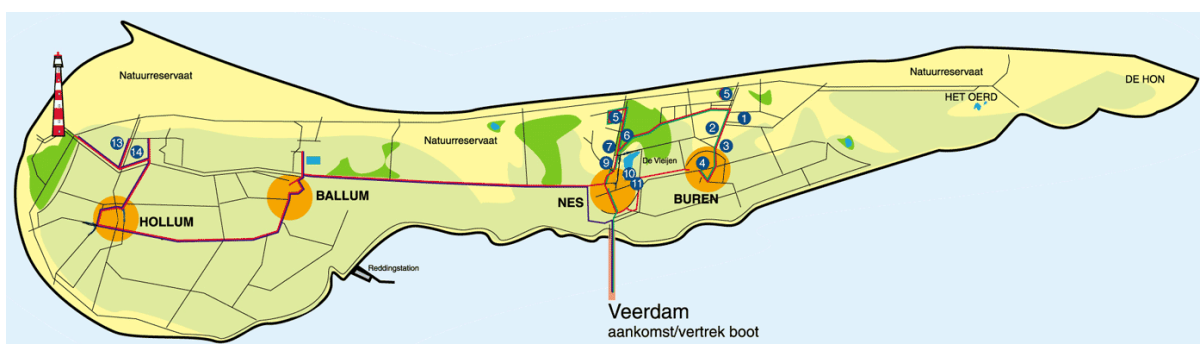 Natuurreservaat
Natuurreservaat
Natuurreservaat
DE HON
HET OERD
5
5
1
2
6
3
7
13
14
9
4
De Vleijen
10
11
BALLUM
NES
BUREN
HOLLUM
Reddingstation
Veerdam
aankomst/vertrek boot